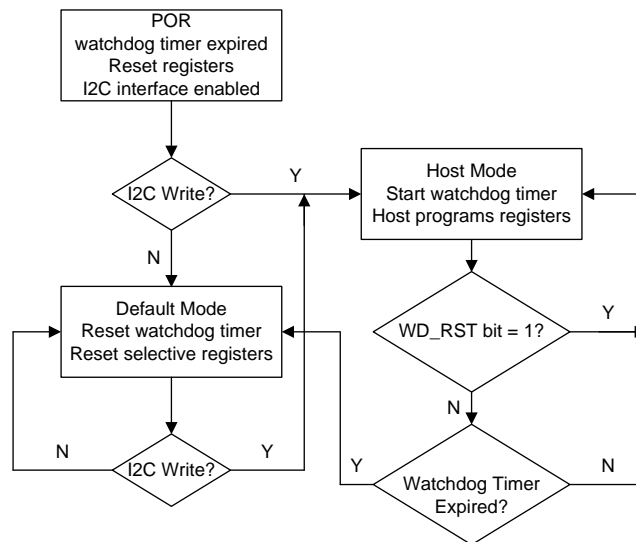 POR
watchdog timer expired
Reset registers
I2C interface enabled
I2C Write?
Y
N
Host Mode
Start watchdog timer
Host programs registers
Default Mode
Reset watchdog timer
Reset selective registers
WD_RST bit = 1?
Y
N
I2C Write?
N
Y
Watchdog Timer
Expired?
Y
N